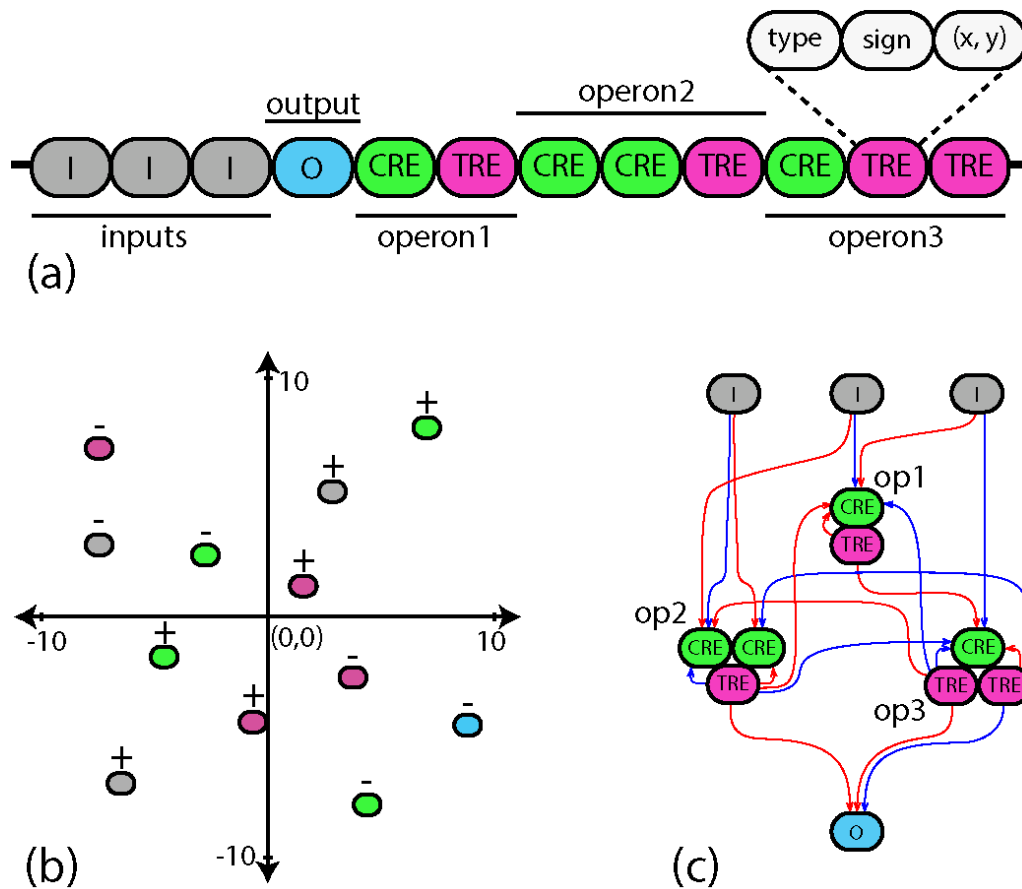 type sign (x, y)
output operon2
I I I O CRE TRE CRE CRE TRE CRE TRE TRE
inputs operon1 operon3
(a)
10
+
-
+
-
-
+
-10 (0,0) 10
+
-
+
-
+
-
-10
(b)
I I I
op1
CRE
TRE
op2
CRE CRE CRE
TRE TRE TRE
op3
O
(c)